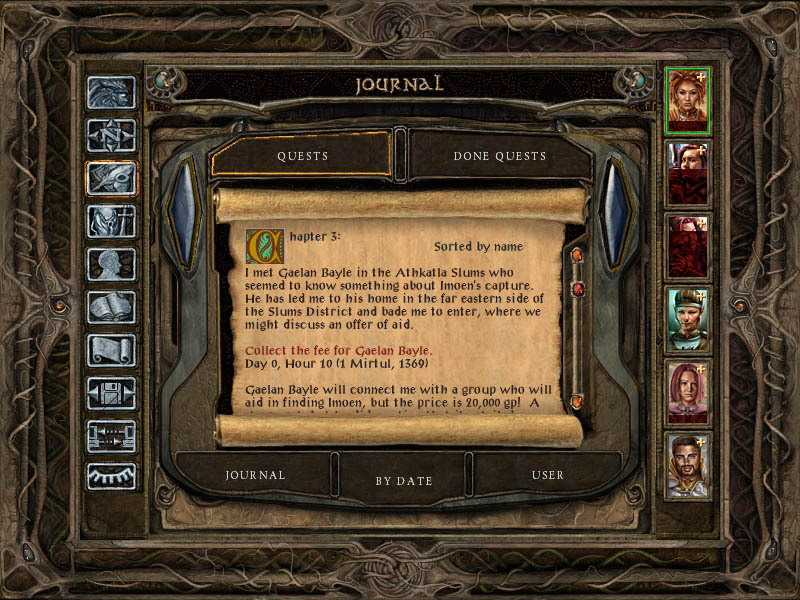 JOURNAL
QUESTS
DONE QUESTS
Chapter 3:
Sorted by name
I met Gaelan Bayle in the Athkatla Slums who
seemed to know something about Imoen's capture.
He has led me to his home in the far eastern side of
the Slums District and bade me to enter, where we
might discuss an offer of aid.
Collect the fee for Gaelan Bayle.
Day 0, Hour 10 (1 Mirtul, 1369)
Gaelan Bayle will connect me with a group who will
aid in finding Imoen, but the price is 20,000 gp! A
JOURNAL
BY DATE
USER